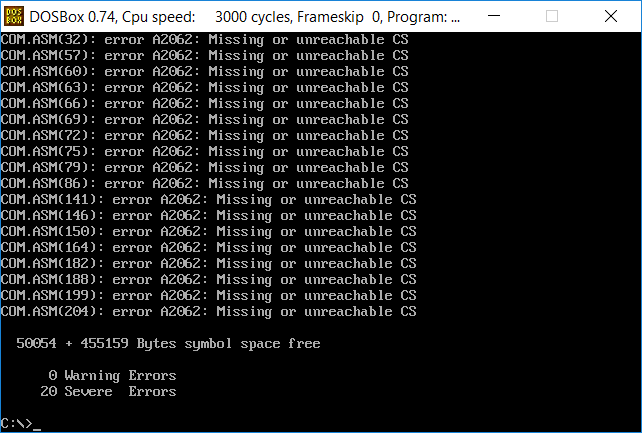 DOSBox 0.74, Cpu speed: 3000 cycles, Frameskip 0, Program: ...
COM.ASM(32): error A2062: Missing or unreachable CS
COM.ASM(57): error A2062: Missing or unreachable CS
COM.ASM(60): error A2062: Missing or unreachable CS
COM.ASM(63): error A2062: Missing or unreachable CS
COM.ASM(66): error A2062: Missing or unreachable CS
COM.ASM(69): error A2062: Missing or unreachable CS
COM.ASM(72): error A2062: Missing or unreachable CS
COM.ASM(75): error A2062: Missing or unreachable CS
COM.ASM(79): error A2062: Missing or unreachable CS
COM.ASM(86): error A2062: Missing or unreachable CS
COM.ASM(141): error A2062: Missing or unreachable CS
COM.ASM(146): error A2062: Missing or unreachable CS
COM.ASM(150): error A2062: Missing or unreachable CS
COM.ASM(164): error A2062: Missing or unreachable CS
COM.ASM(182): error A2062: Missing or unreachable CS
COM.ASM(188): error A2062: Missing or unreachable CS
COM.ASM(199): error A2062: Missing or unreachable CS
COM.ASM(204): error A2062: Missing or unreachable CS
50054 + 455159 Bytes symbol space free
0 Warning Errors
20 Severe Errors
C:\>_